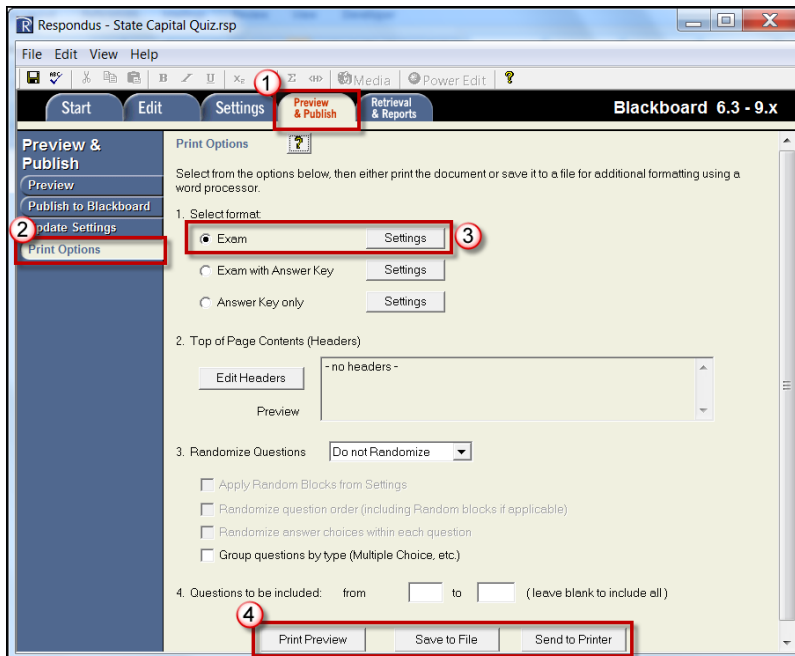 Respondus - State Capital Quiz.rsp
File Edit View Help
ABC B I U X₂ Σ Media Power Edit ?
1
Start Edit Settings Preview & Publish Retrieval & Reports Blackboard 6.3 - 9.x
Preview & Publish
Preview
Publish to Blackboard
2
pdate Settings
Print Options
Print Options ?
Select from the options below, then either print the document or save it to a file for additional formatting using a
word processor.
1. Select format:
Exam Settings 3
Exam with Answer Key Settings
Answer Key only Settings
2. Top of Page Contents (Headers)
Edit Headers
- no headers -
Preview
3. Randomize Questions Do not Randomize
Apply Random Blocks from Settings
Randomize question order (including Random blocks if applicable)
Randomize answer choices within each question
Group questions by type (Multiple Choice, etc.)
4. Questions to be included: from to (leave blank to include all)
4
Print Preview Save to File Send to Printer